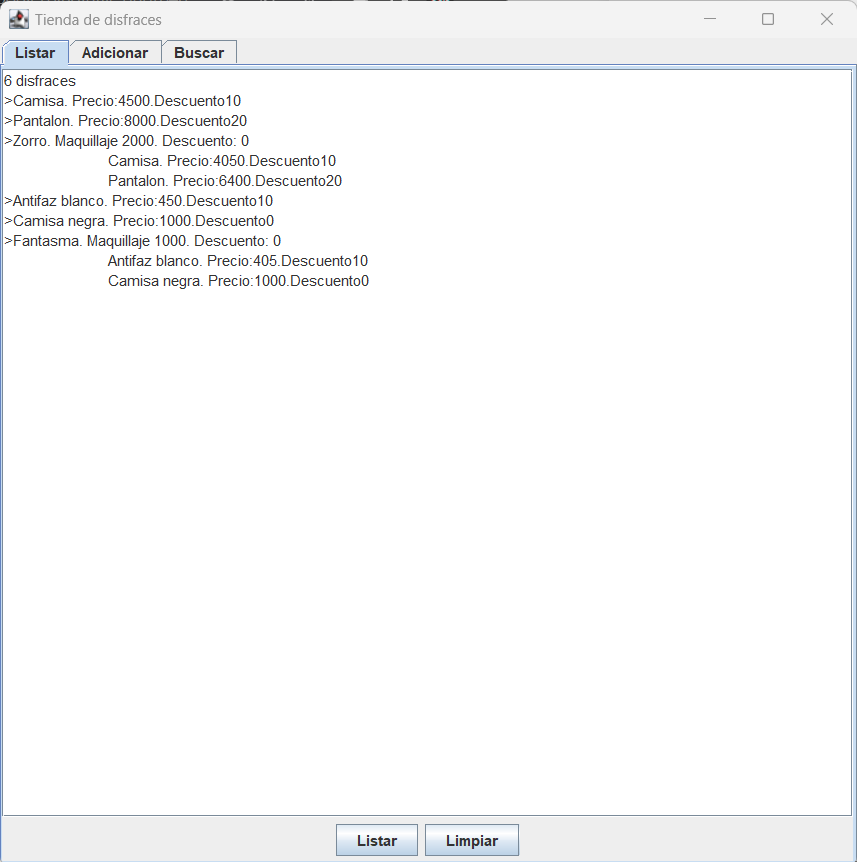 Tienda de disfraces
Listar Adicionar Buscar
6 disfraces
>Camisa. Precio:4500.Descuento10
>Pantalon. Precio:8000.Descuento20
>Zorro. Maquillaje 2000. Descuento: 0
Camisa. Precio:4050.Descuento10
Pantalon. Precio:6400.Descuento20
>Antifaz blanco. Precio:450.Descuento10
>Camisa negra. Precio:1000.Descuento0
>Fantasma. Maquillaje 1000. Descuento: 0
Antifaz blanco. Precio:405.Descuento10
Camisa negra. Precio:1000.Descuento0
Listar Limpiar